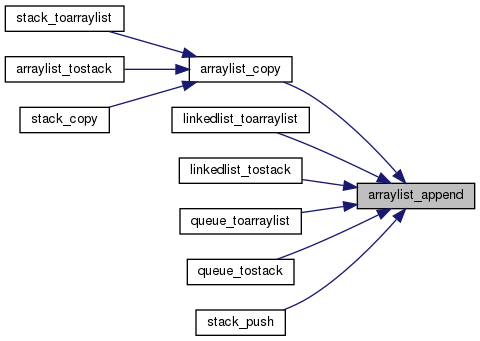 stack_toarraylist
arraylist_tostack
arraylist_copy
stack_copy
linkedlist_toarraylist
linkedlist_tostack
arraylist_append
queue_toarraylist
queue_tostack
stack_push